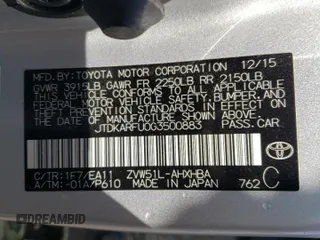 MFD.BY:TOYOTA MOTOR CORPORATION 12/15
GVWR 3915LB GAWR FR 2250LB RR 2150LB
THIS VEHICLE CONFORMS TO ALL APPLICABLE
FEDERAL MOTOR VEHICLE SAFETY, BUMPER, AND
THEFT PREVENTION STANDARDS IN EFFECT ON THE
DATE OF MANUFACTURE SHOWN ABOVE.
JTDKARFU0G3500883 PASS. CAR
C/TR:1F7/EA11 ZVW51L-AHXHBA C
A/TM:-01A/P610 MADE IN JAPAN 762
TOYOTA
DREAMBID